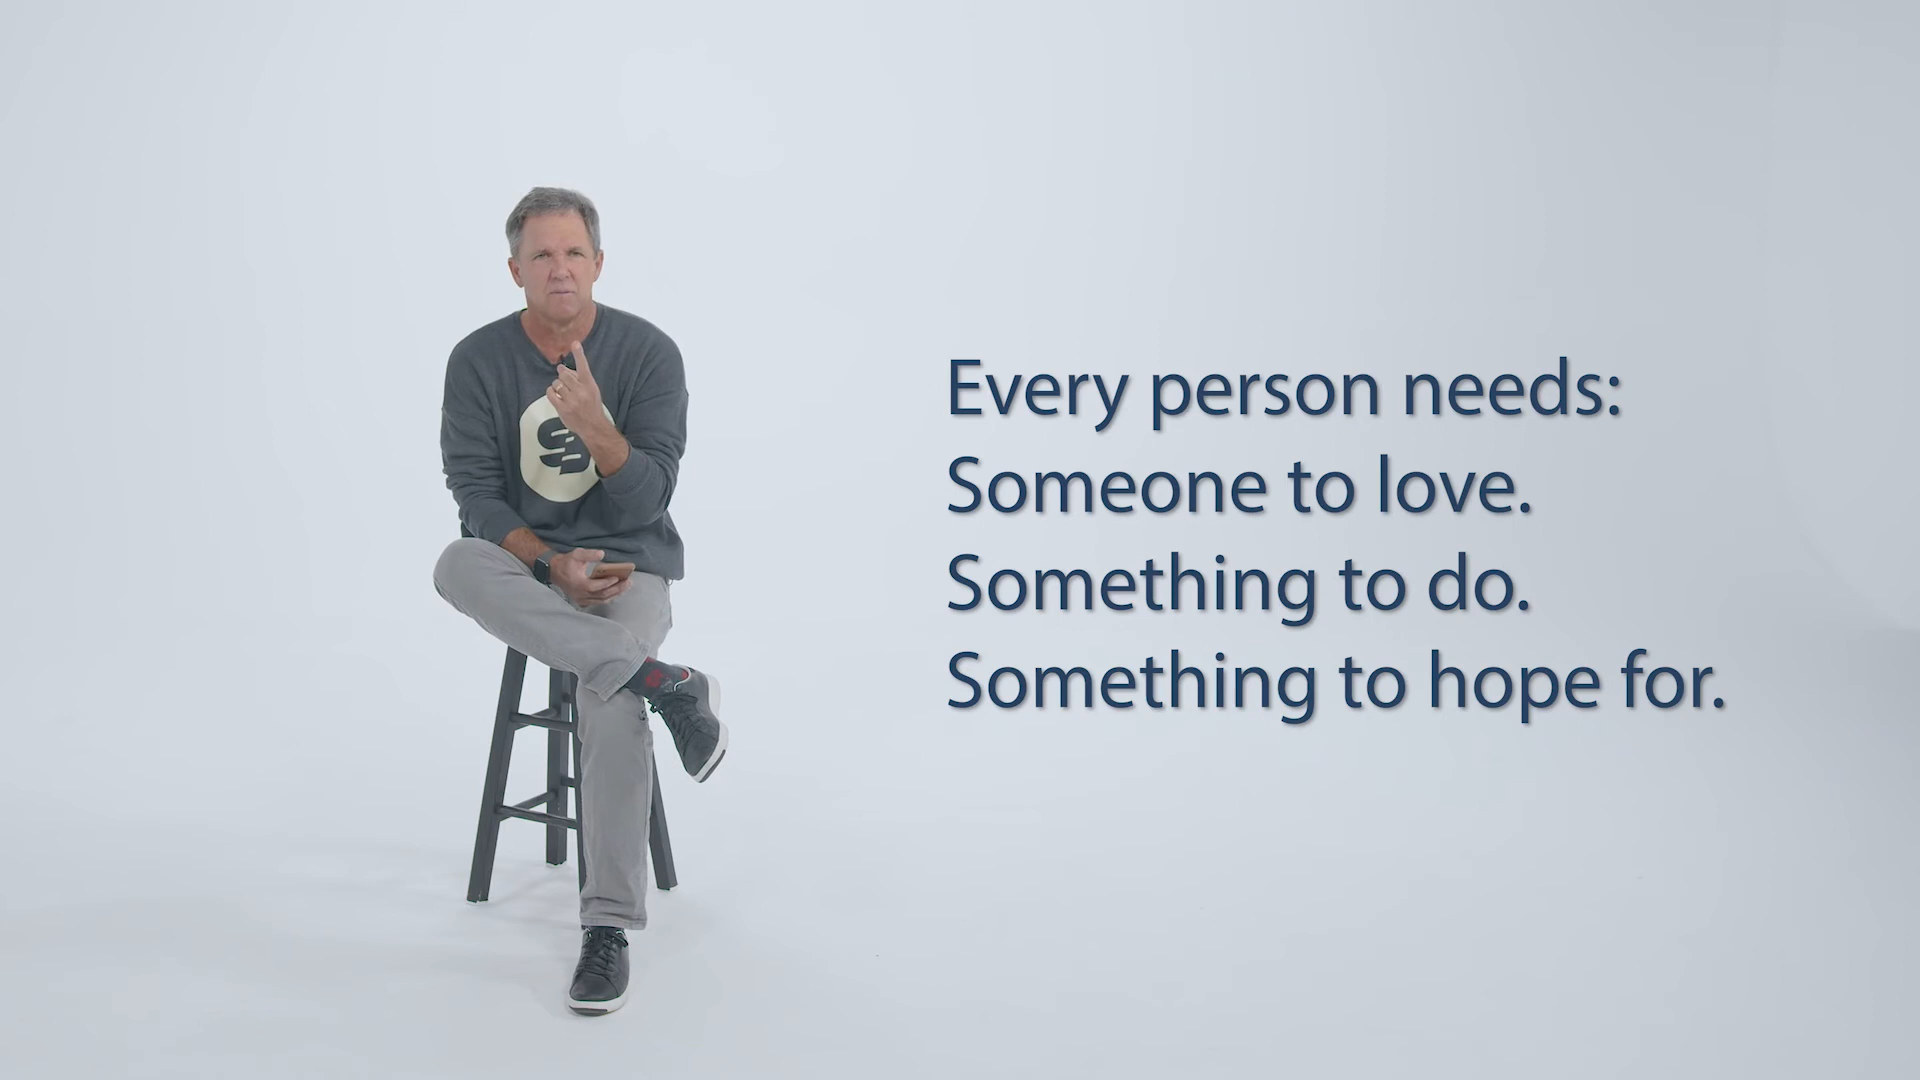 Every person needs:
Someone to love.
Something to do.
Something to hope for.